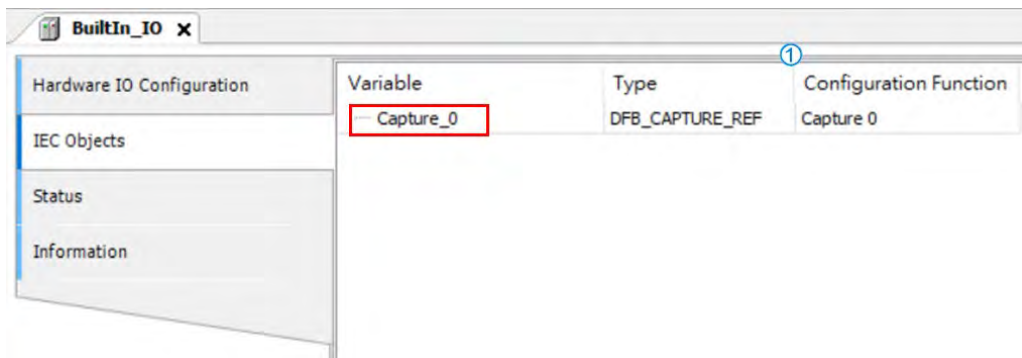 BuiltIn_IO x
①
Hardware IO Configuration
Variable Type Configuration Function
Capture_0 DFB_CAPTURE_REF Capture 0
IEC Objects
Status
Information